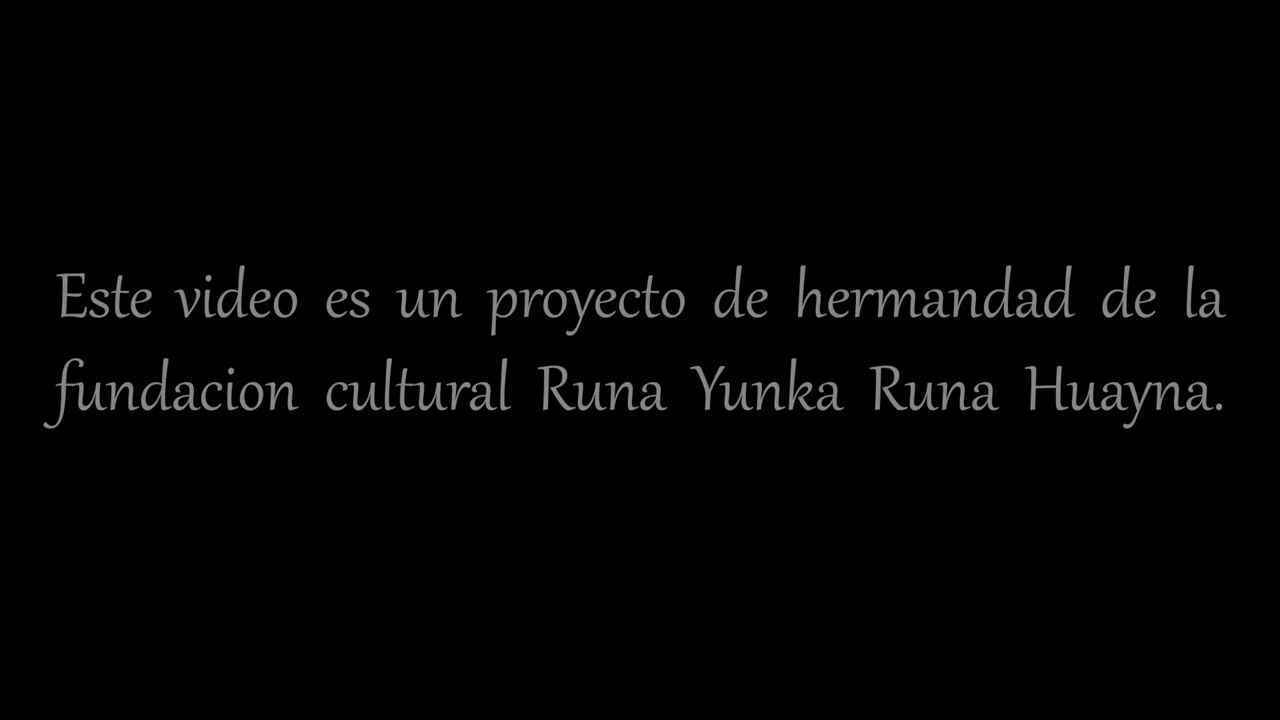 Este video es un proyecto de hermandad de la
fundacion cultural Runa Yunka Runa Huayna.